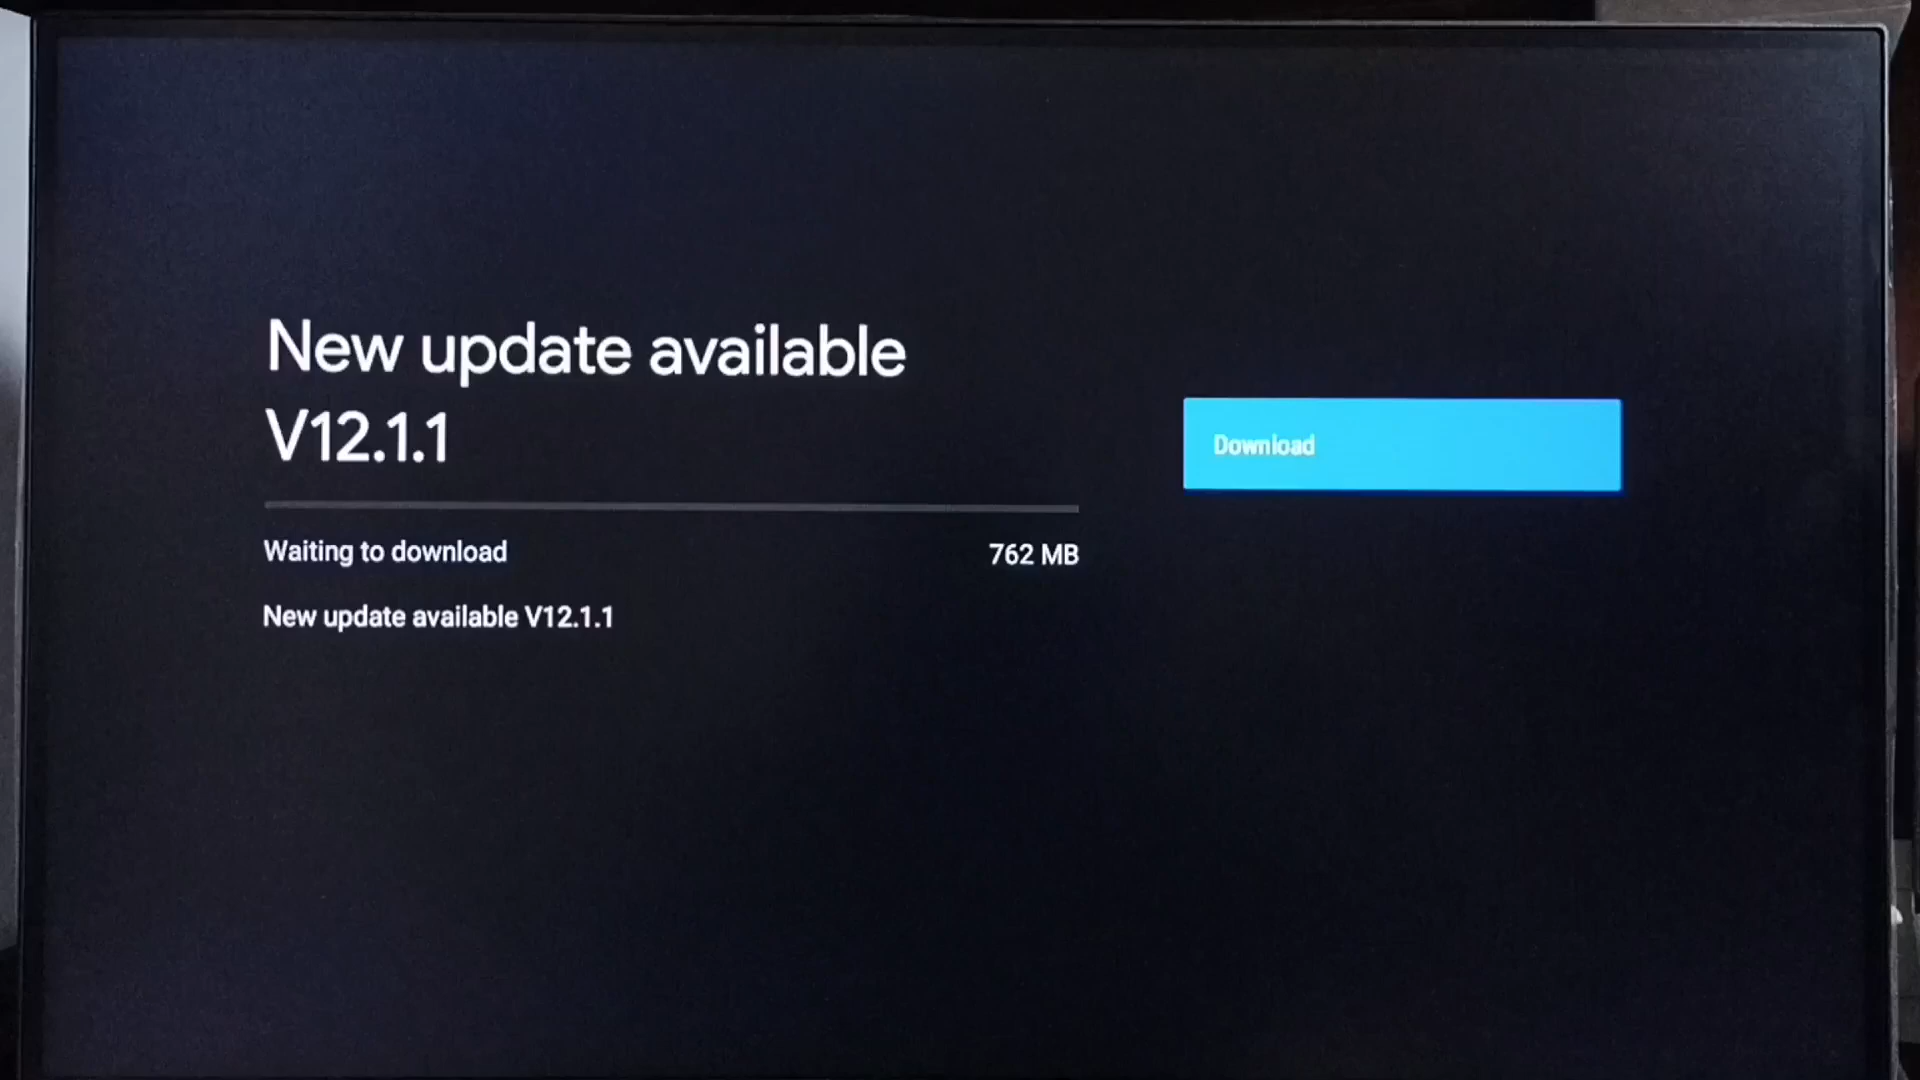 New update available
V12.1.1
Download
Waiting to download
762 MB
New update available V12.1.1